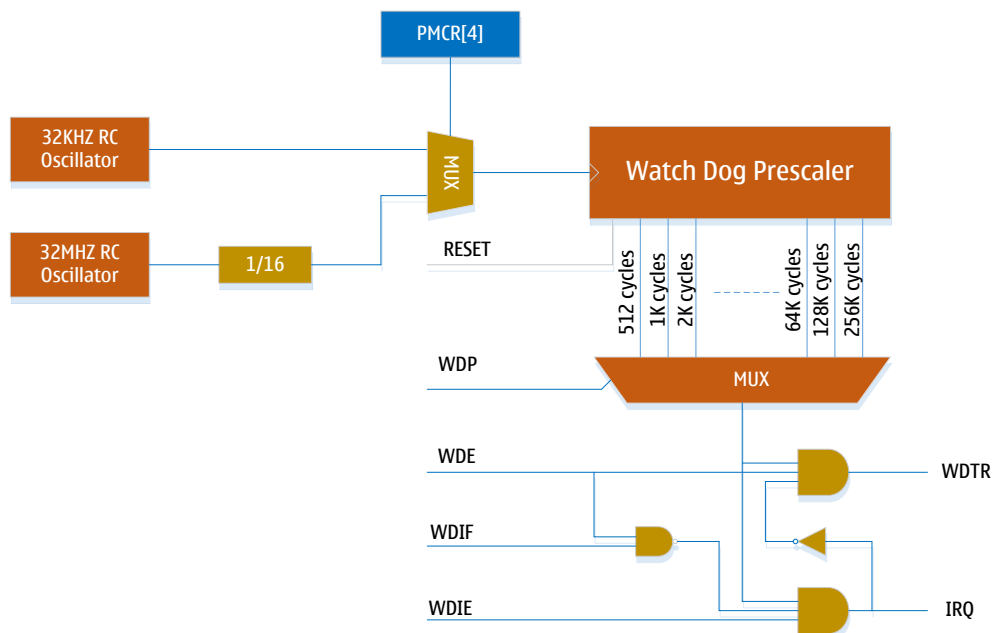 PMCR[4]
32KHZ RC
Oscillator
MUX
Watch Dog Prescaler
32MHZ RC
Oscillator
1/16
RESET
512 cycles
1K cycles
2K cycles
64K cycles
128K cycles
256K cycles
WDP
MUX
WDE
WDTR
WDIF
WDIE
IRQ